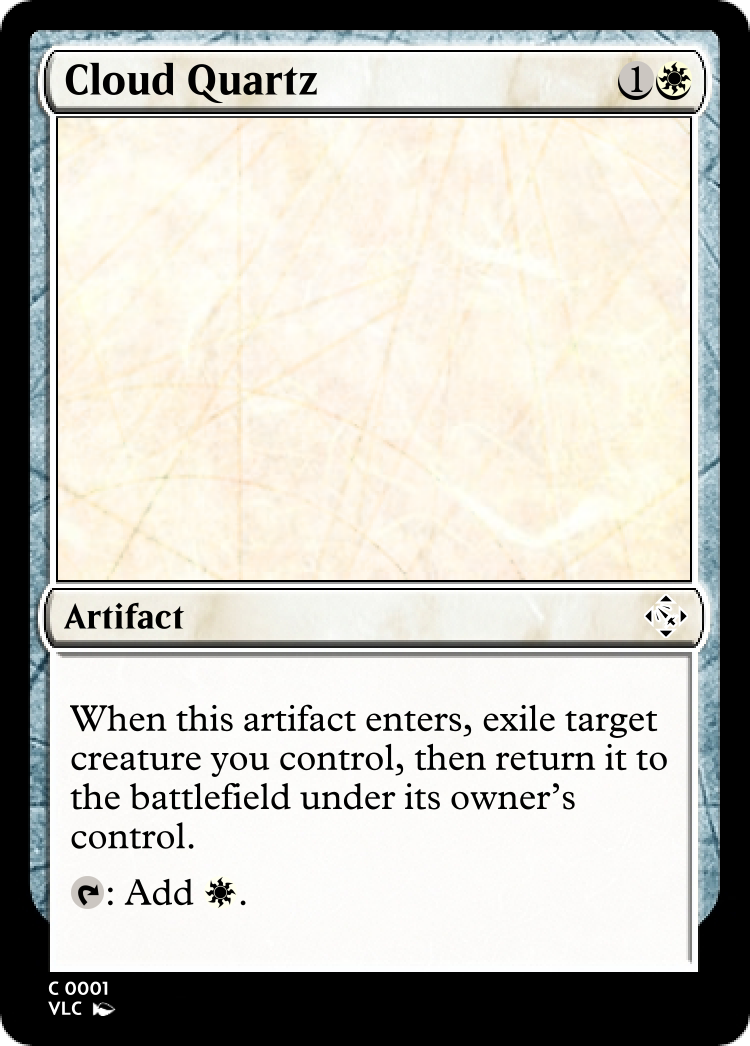 Cloud Quartz 1
Artifact
When this artifact enters, exile target
creature you control, then return it to
the battlefield under its owner's
control.
: Add .
C 0001
VLC